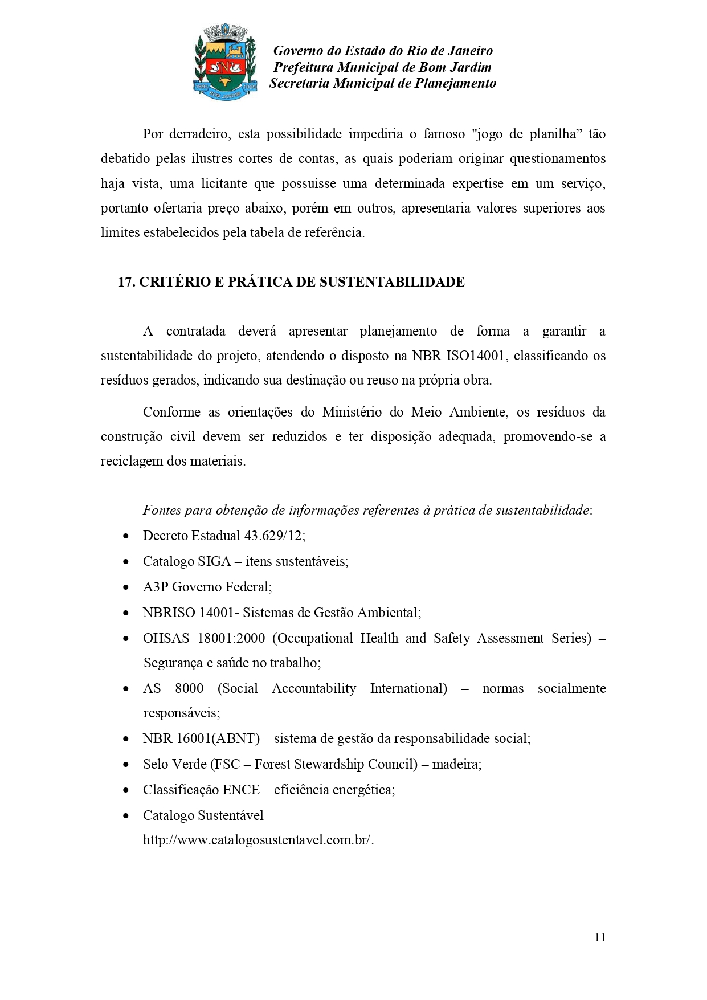 Governo do Estado do Rio de Janeiro
Prefeitura Municipal de Bom Jardim
Secretaria Municipal de Planejamento
N
1893 BOM JARDIM
Por derradeiro, esta possibilidade impediria o famoso "jogo de planilha” tão
debatido pelas ilustres cortes de contas, as quais poderiam originar questionamentos
haja vista, uma licitante que possuísse uma determinada expertise em um serviço,
portanto ofertaria preço abaixo, porém em outros, apresentaria valores superiores aos
limites estabelecidos pela tabela de referência.
17. CRITÉRIO E PRÁTICA DE SUSTENTABILIDADE
A contratada deverá apresentar planejamento de forma a garantir a
sustentabilidade do projeto, atendendo o disposto na NBR ISO14001, classificando os
resíduos gerados, indicando sua destinação ou reuso na própria obra.
Conforme as orientações do Ministério do Meio Ambiente, os resíduos da
construção civil devem ser reduzidos e ter disposição adequada, promovendo-se a
reciclagem dos materiais.
Fontes para obtenção de informações referentes à prática de sustentabilidade:
• Decreto Estadual 43.629/12;
• Catalogo SIGA – itens sustentáveis;
• A3P Governo Federal;
• NBRISO 14001- Sistemas de Gestão Ambiental;
• OHSAS 18001:2000 (Occupational Health and Safety Assessment Series) –
Segurança e saúde no trabalho;
• AS 8000 (Social Accountability International) – normas socialmente
responsáveis;
• NBR 16001(ABNT) – sistema de gestão da responsabilidade social;
• Selo Verde (FSC – Forest Stewardship Council) – madeira;
• Classificação ENCE – eficiência energética;
• Catalogo Sustentável
http://www.catalogosustentavel.com.br/.
11